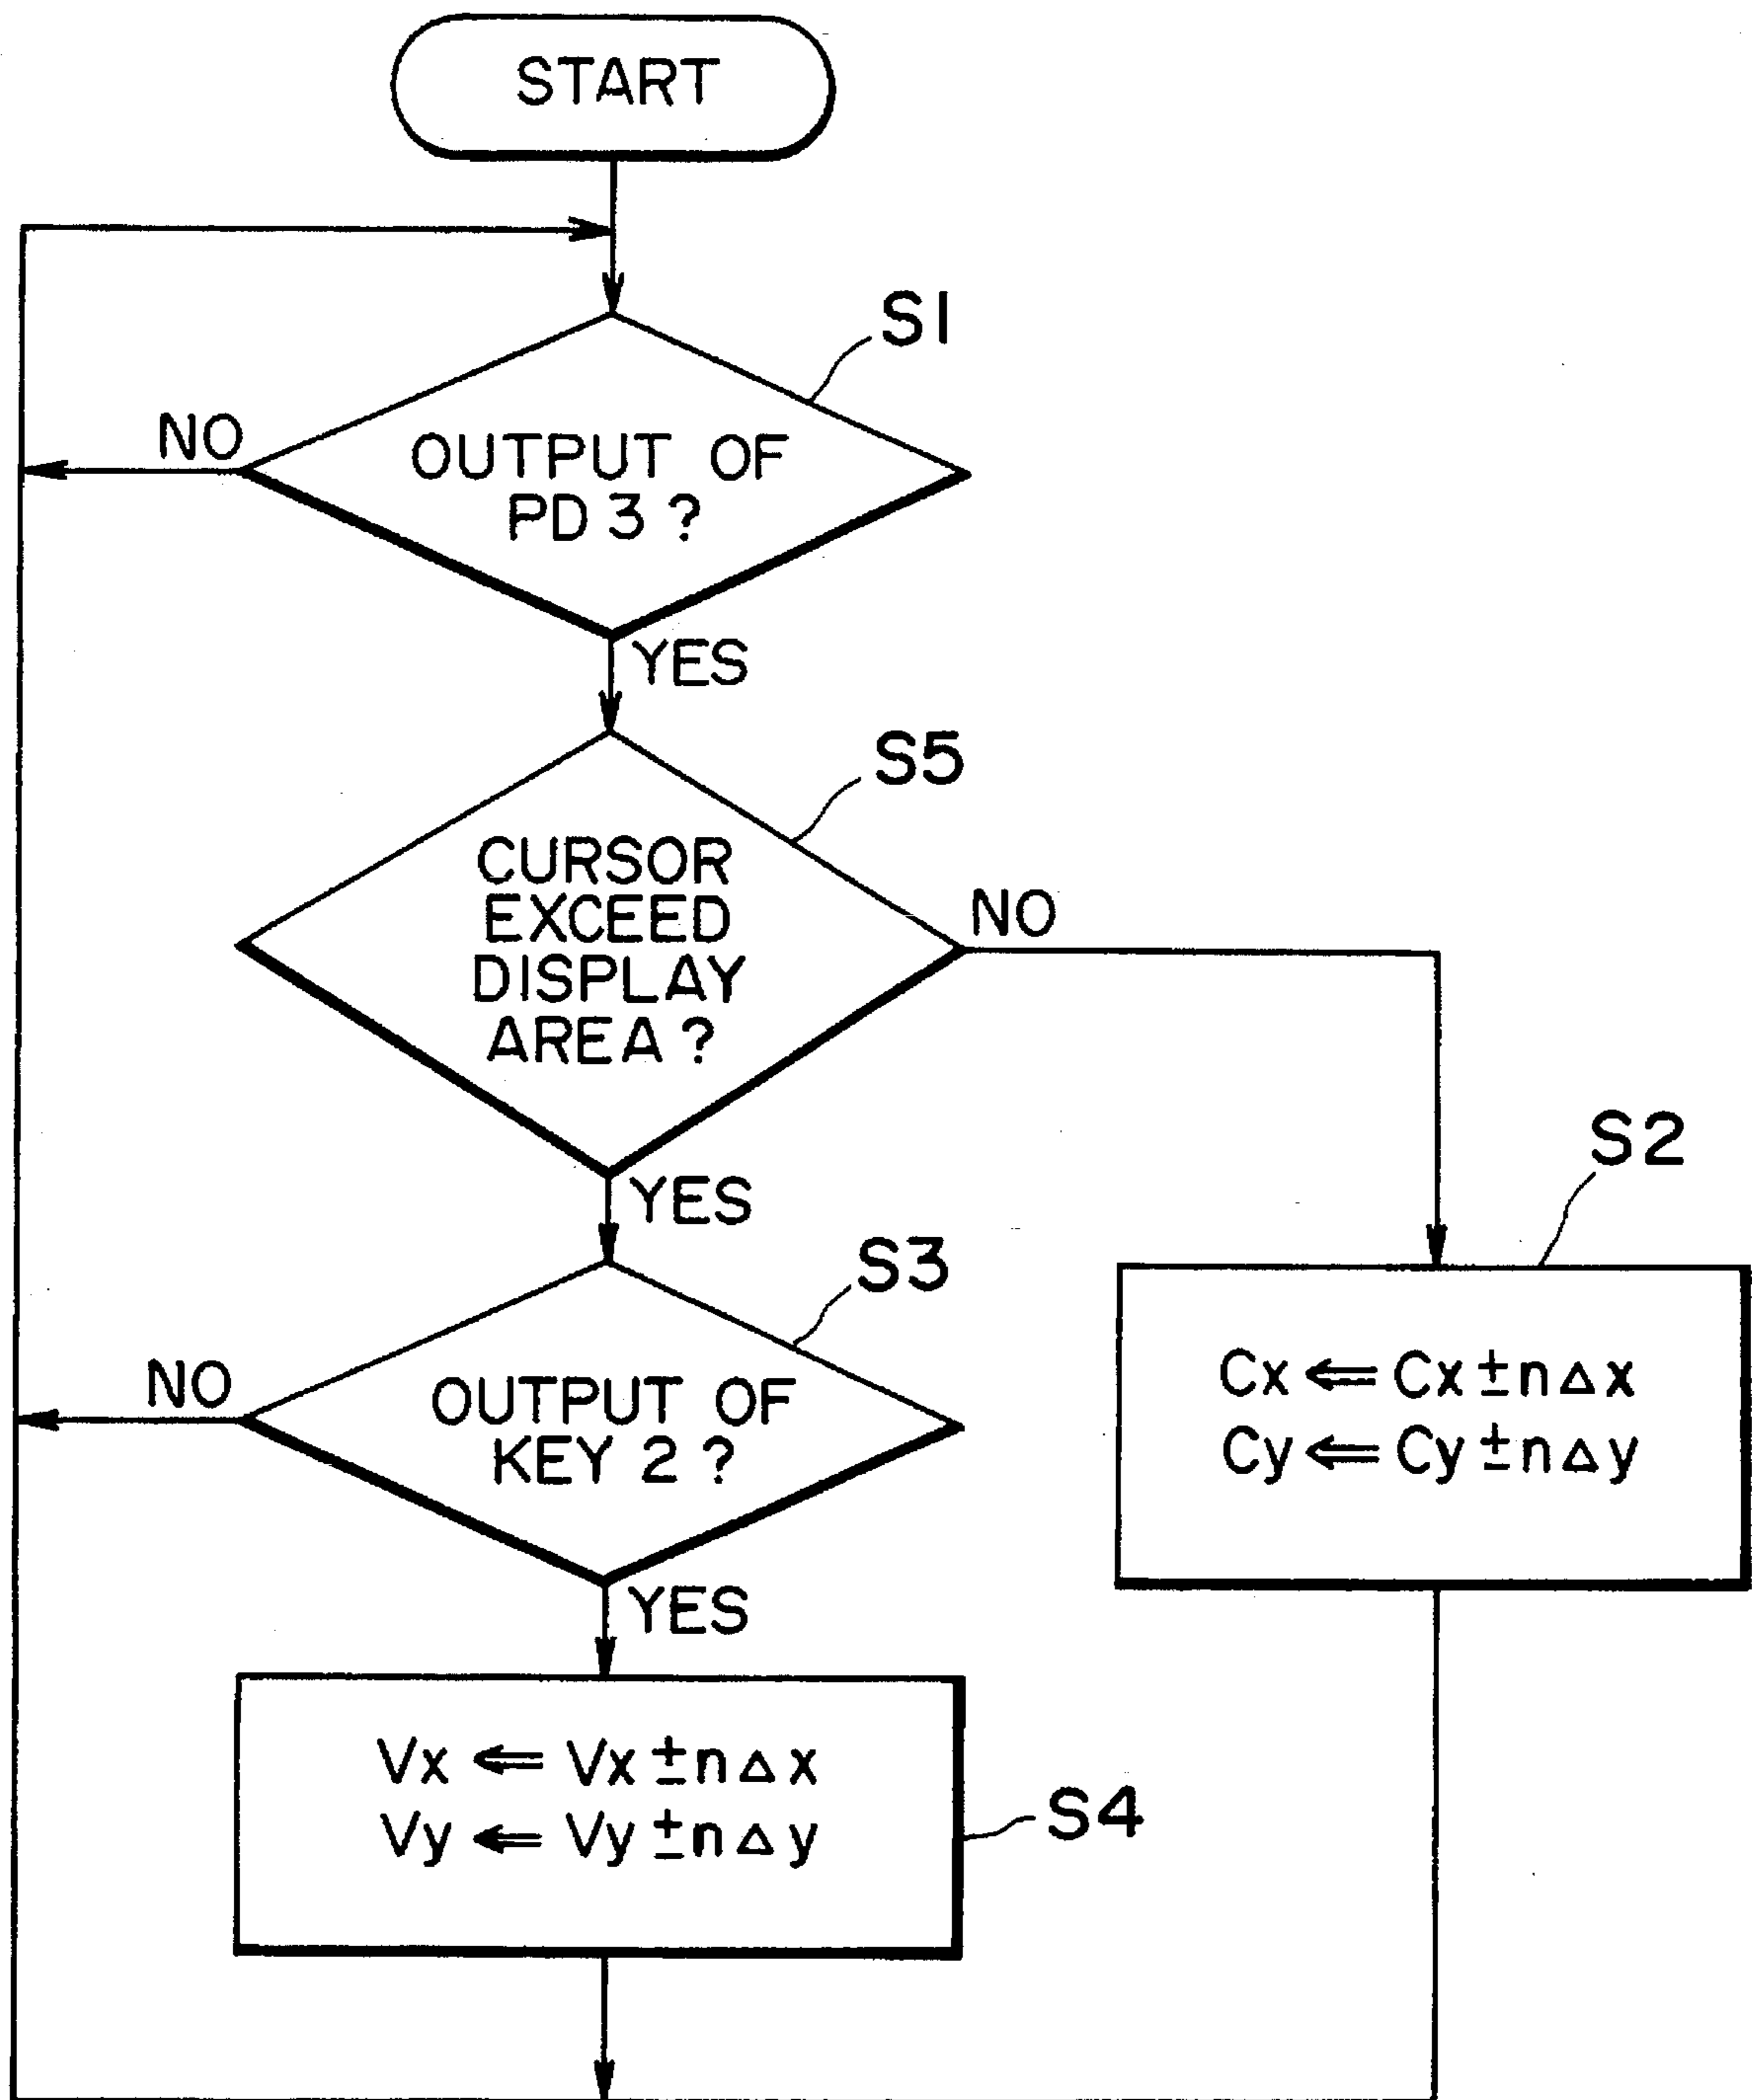 START
S1
NO
OUTPUT OF
PD 3 ?
YES
S5
CURSOR
EXCEED
DISPLAY
AREA ?
NO
YES
S2
S3
NO
OUTPUT OF
KEY 2 ?
Cx ⇐ Cx ± n Δ x
Cy ⇐ Cy ± n Δ y
YES
Vx ⇐ Vx ± n Δ x
Vy ⇐ Vy ± n Δ y
S4